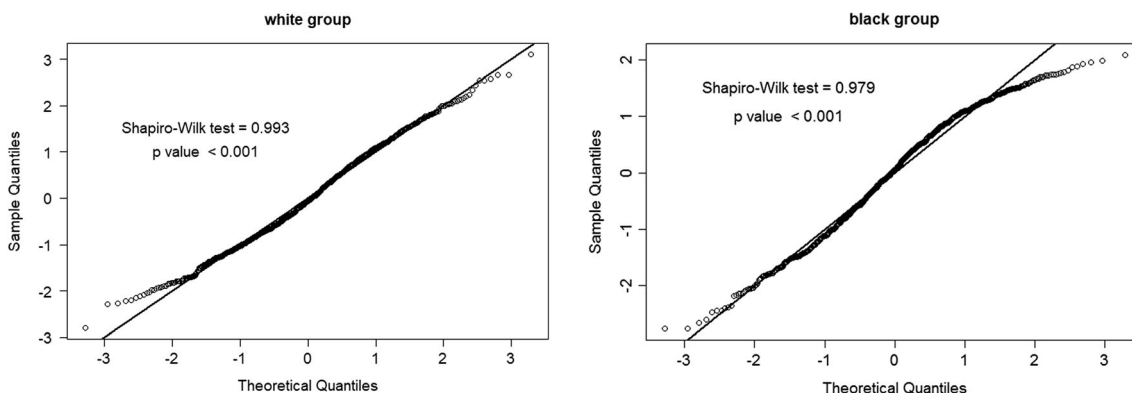 white group
Shapiro-Wilk test = 0.993
p value < 0.001
Sample Quantiles
3
2
1
0
-1
-2
-3
-3 -2 -1 0 1 2 3
Theoretical Quantiles
black group
Shapiro-Wilk test = 0.979
p value < 0.001
Sample Quantiles
2
1
0
-1
-2
-3 -2 -1 0 1 2 3
Theoretical Quantiles